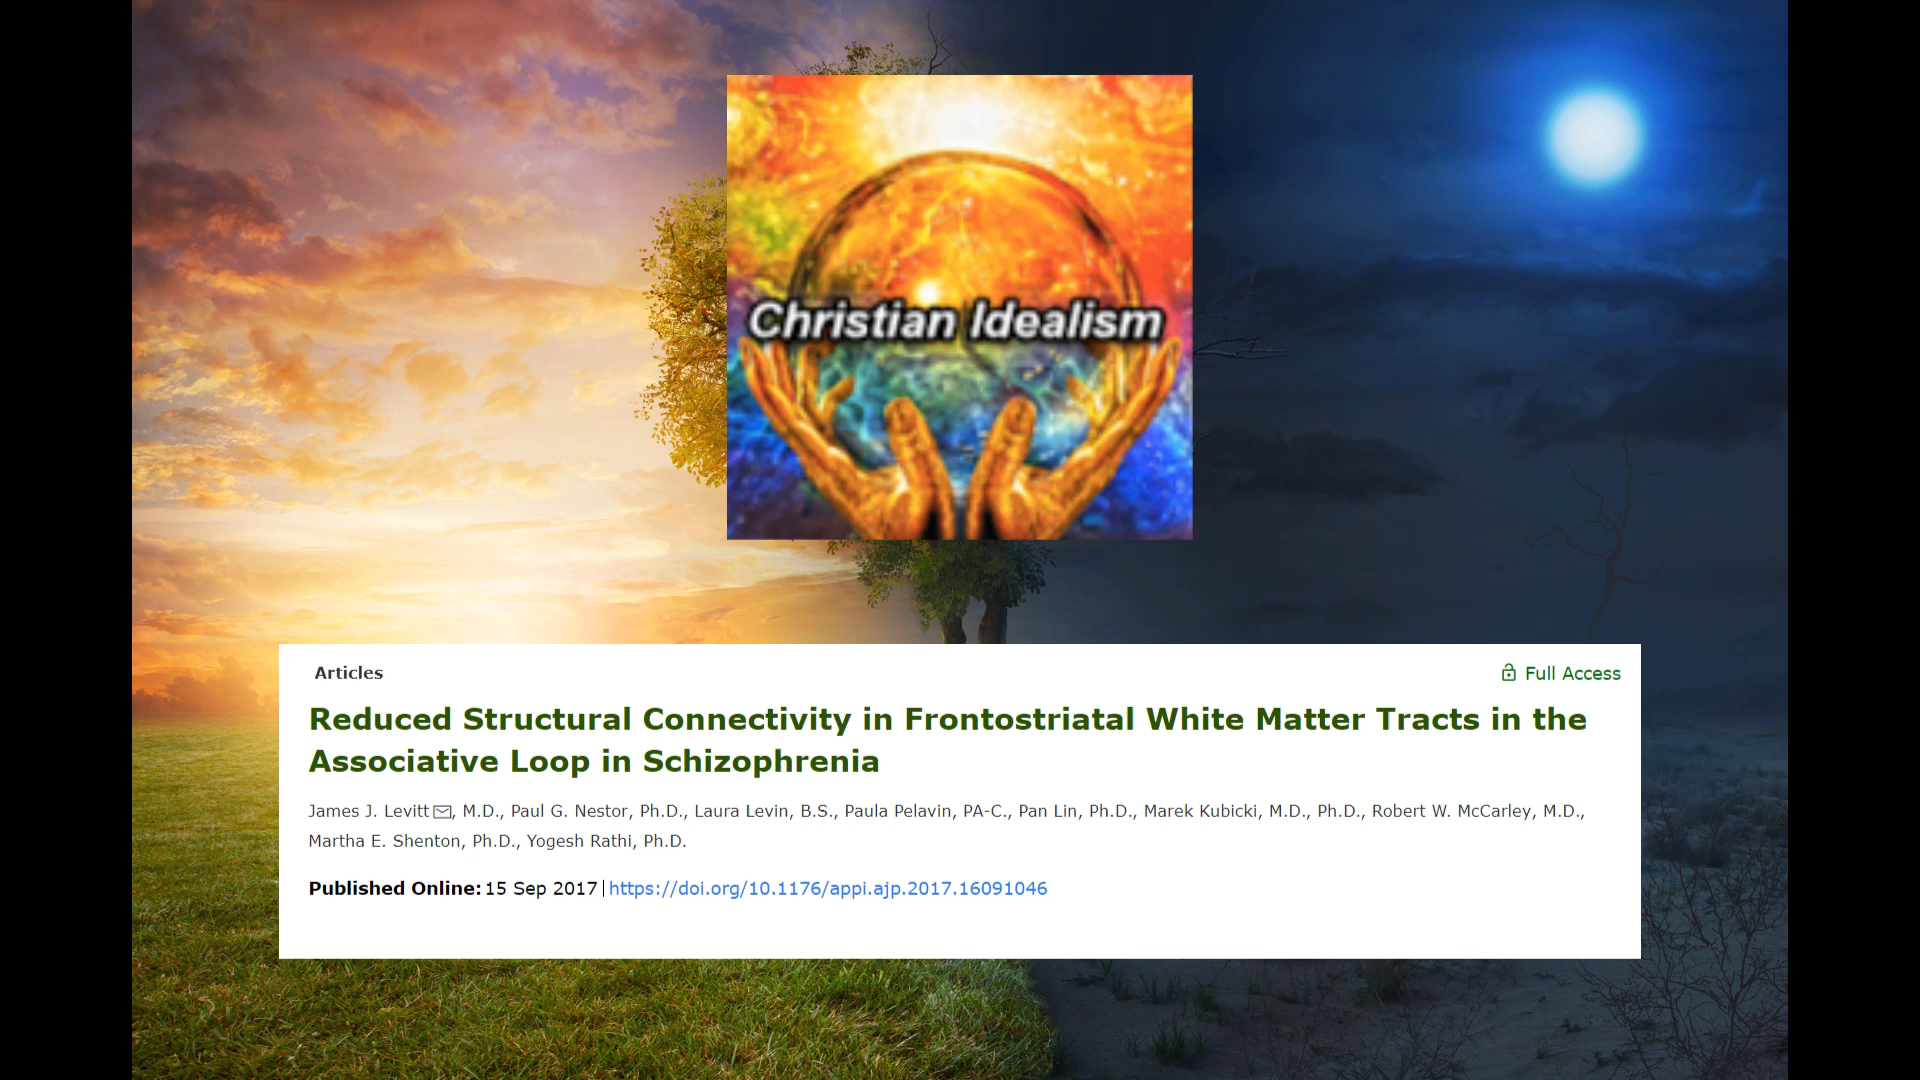 Christian Idealism
Articles
Full Access
Reduced Structural Connectivity in Frontostriatal White Matter Tracts in the
Associative Loop in Schizophrenia
James J. Levitt, M.D., Paul G. Nestor, Ph.D., Laura Levin, B.S., Paula Pelavin, PA-C., Pan Lin, Ph.D., Marek Kubicki, M.D., Ph.D., Robert W. McCarley, M.D.,
Martha E. Shenton, Ph.D., Yogesh Rathi, Ph.D.
Published Online: 15 Sep 2017 | https://doi.org/10.1176/appi.ajp.2017.16091046